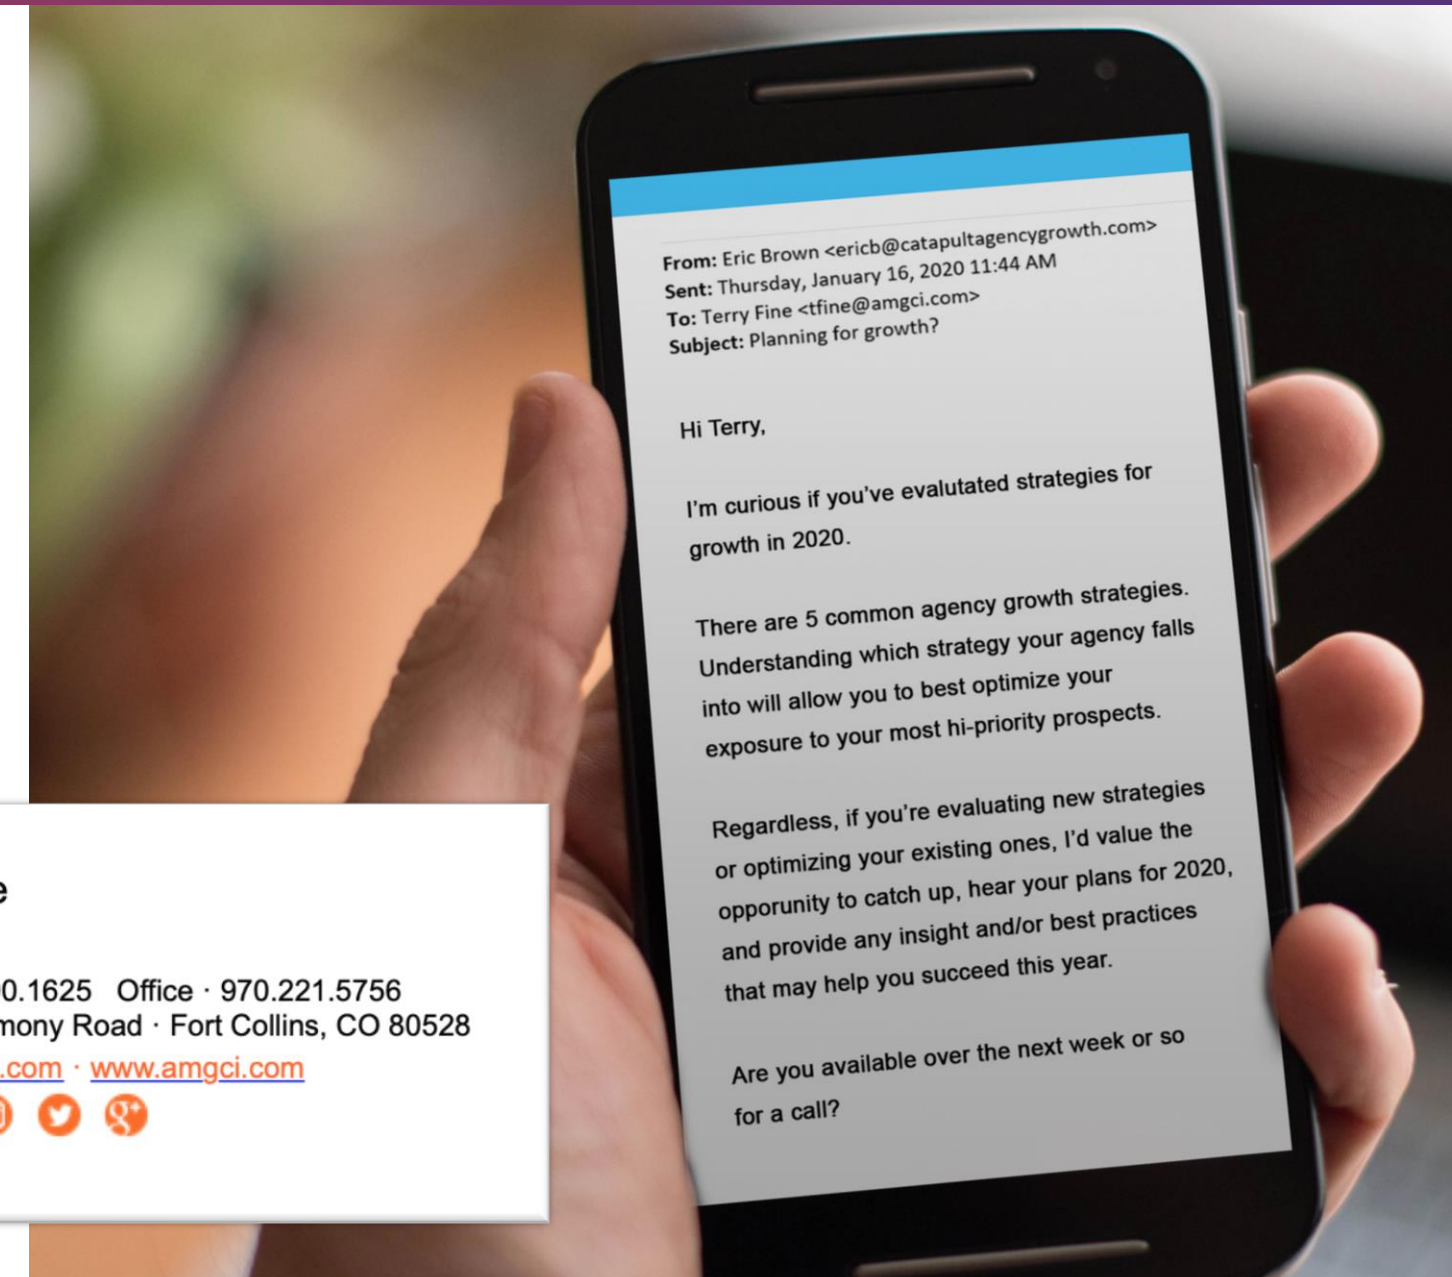 From: Eric Brown <ericb@catapultagencygrowth.com>
Sent: Thursday, January 16, 2020 11:44 AM
To: Terry Fine <tfine@amgci.com>
Subject: Planning for growth?
Hi Terry,
I'm curious if you've evalutated strategies for
growth in 2020.
There are 5 common agency growth strategies.
Understanding which strategy your agency falls
into will allow you to best optimize your
exposure to your most hi-priority prospects.
Regardless, if you're evaluating new strategies
or optimizing your existing ones, I'd value the
opporunity to catch up, hear your plans for 2020,
and provide any insight and/or best practices
that may help you succeed this year.
Are you available over the next week or so
for a call?
e
0.1625 Office · 970.221.5756
mony Road · Fort Collins, CO 80528
.com · www.amgci.com